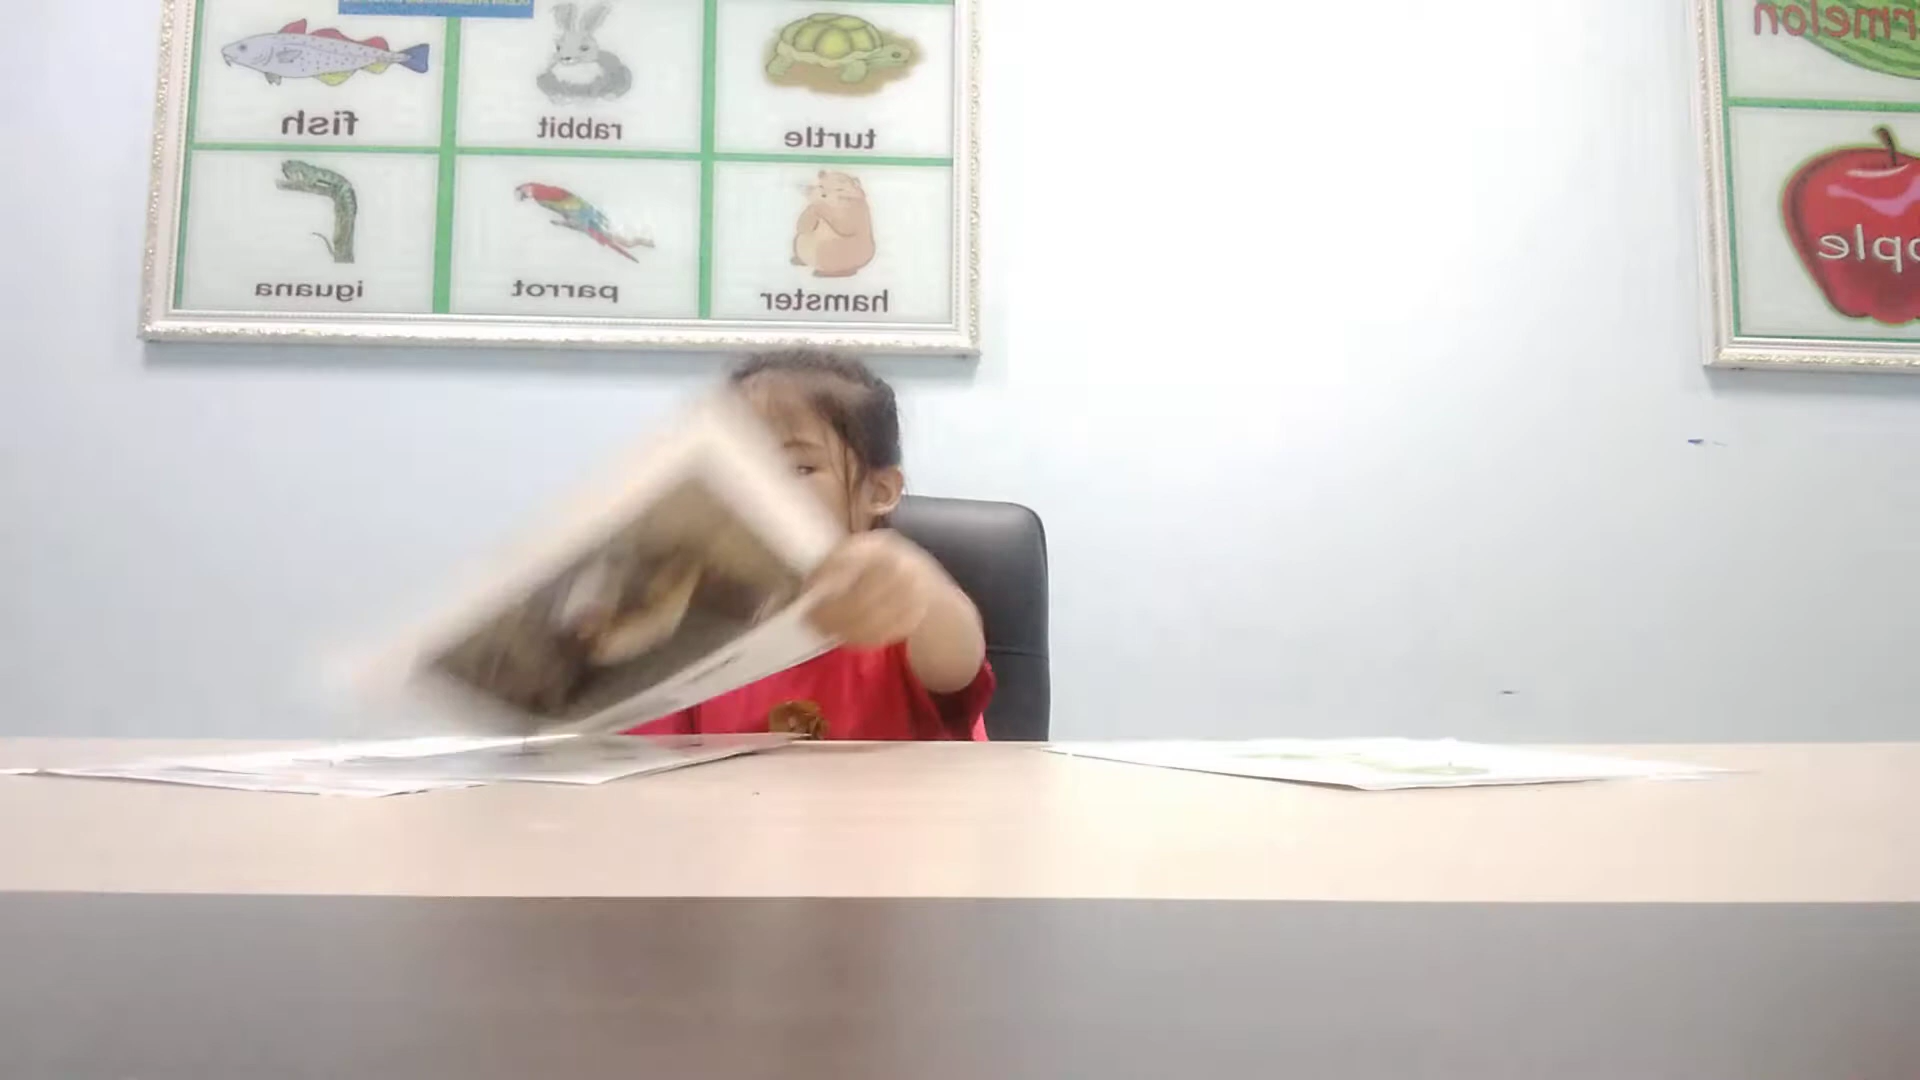 fish
rabbit
turtle
iguana
parrot
hamster
rmelon
pple